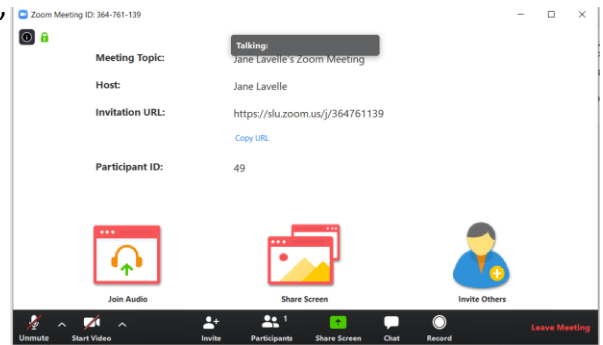 Zoom Meeting ID: 364-761-139
Talking:
Meeting Topic: Jane Lavelle's Zoom Meeting
Host: Jane Lavelle
Invitation URL: https://slu.zoom.us/j/364761139
Copy URL
Participant ID: 49
Join Audio Share Screen Invite Others
Unmute Start Video Invite Participants 1 Share Screen Chat Record Leave Meeting